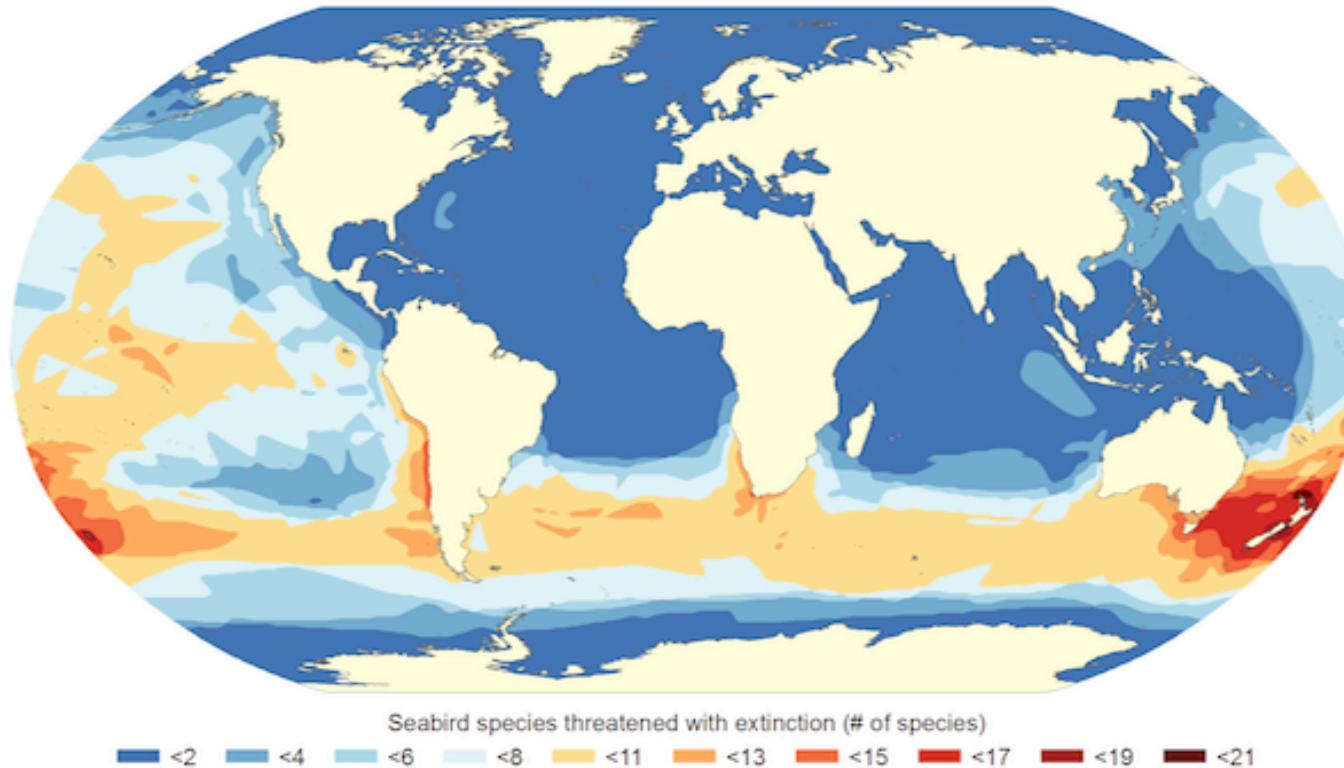 Seabird species threatened with extinction (# of species)
<2 <4 <6 <8 <11 <13 <15 <17 <19 <21